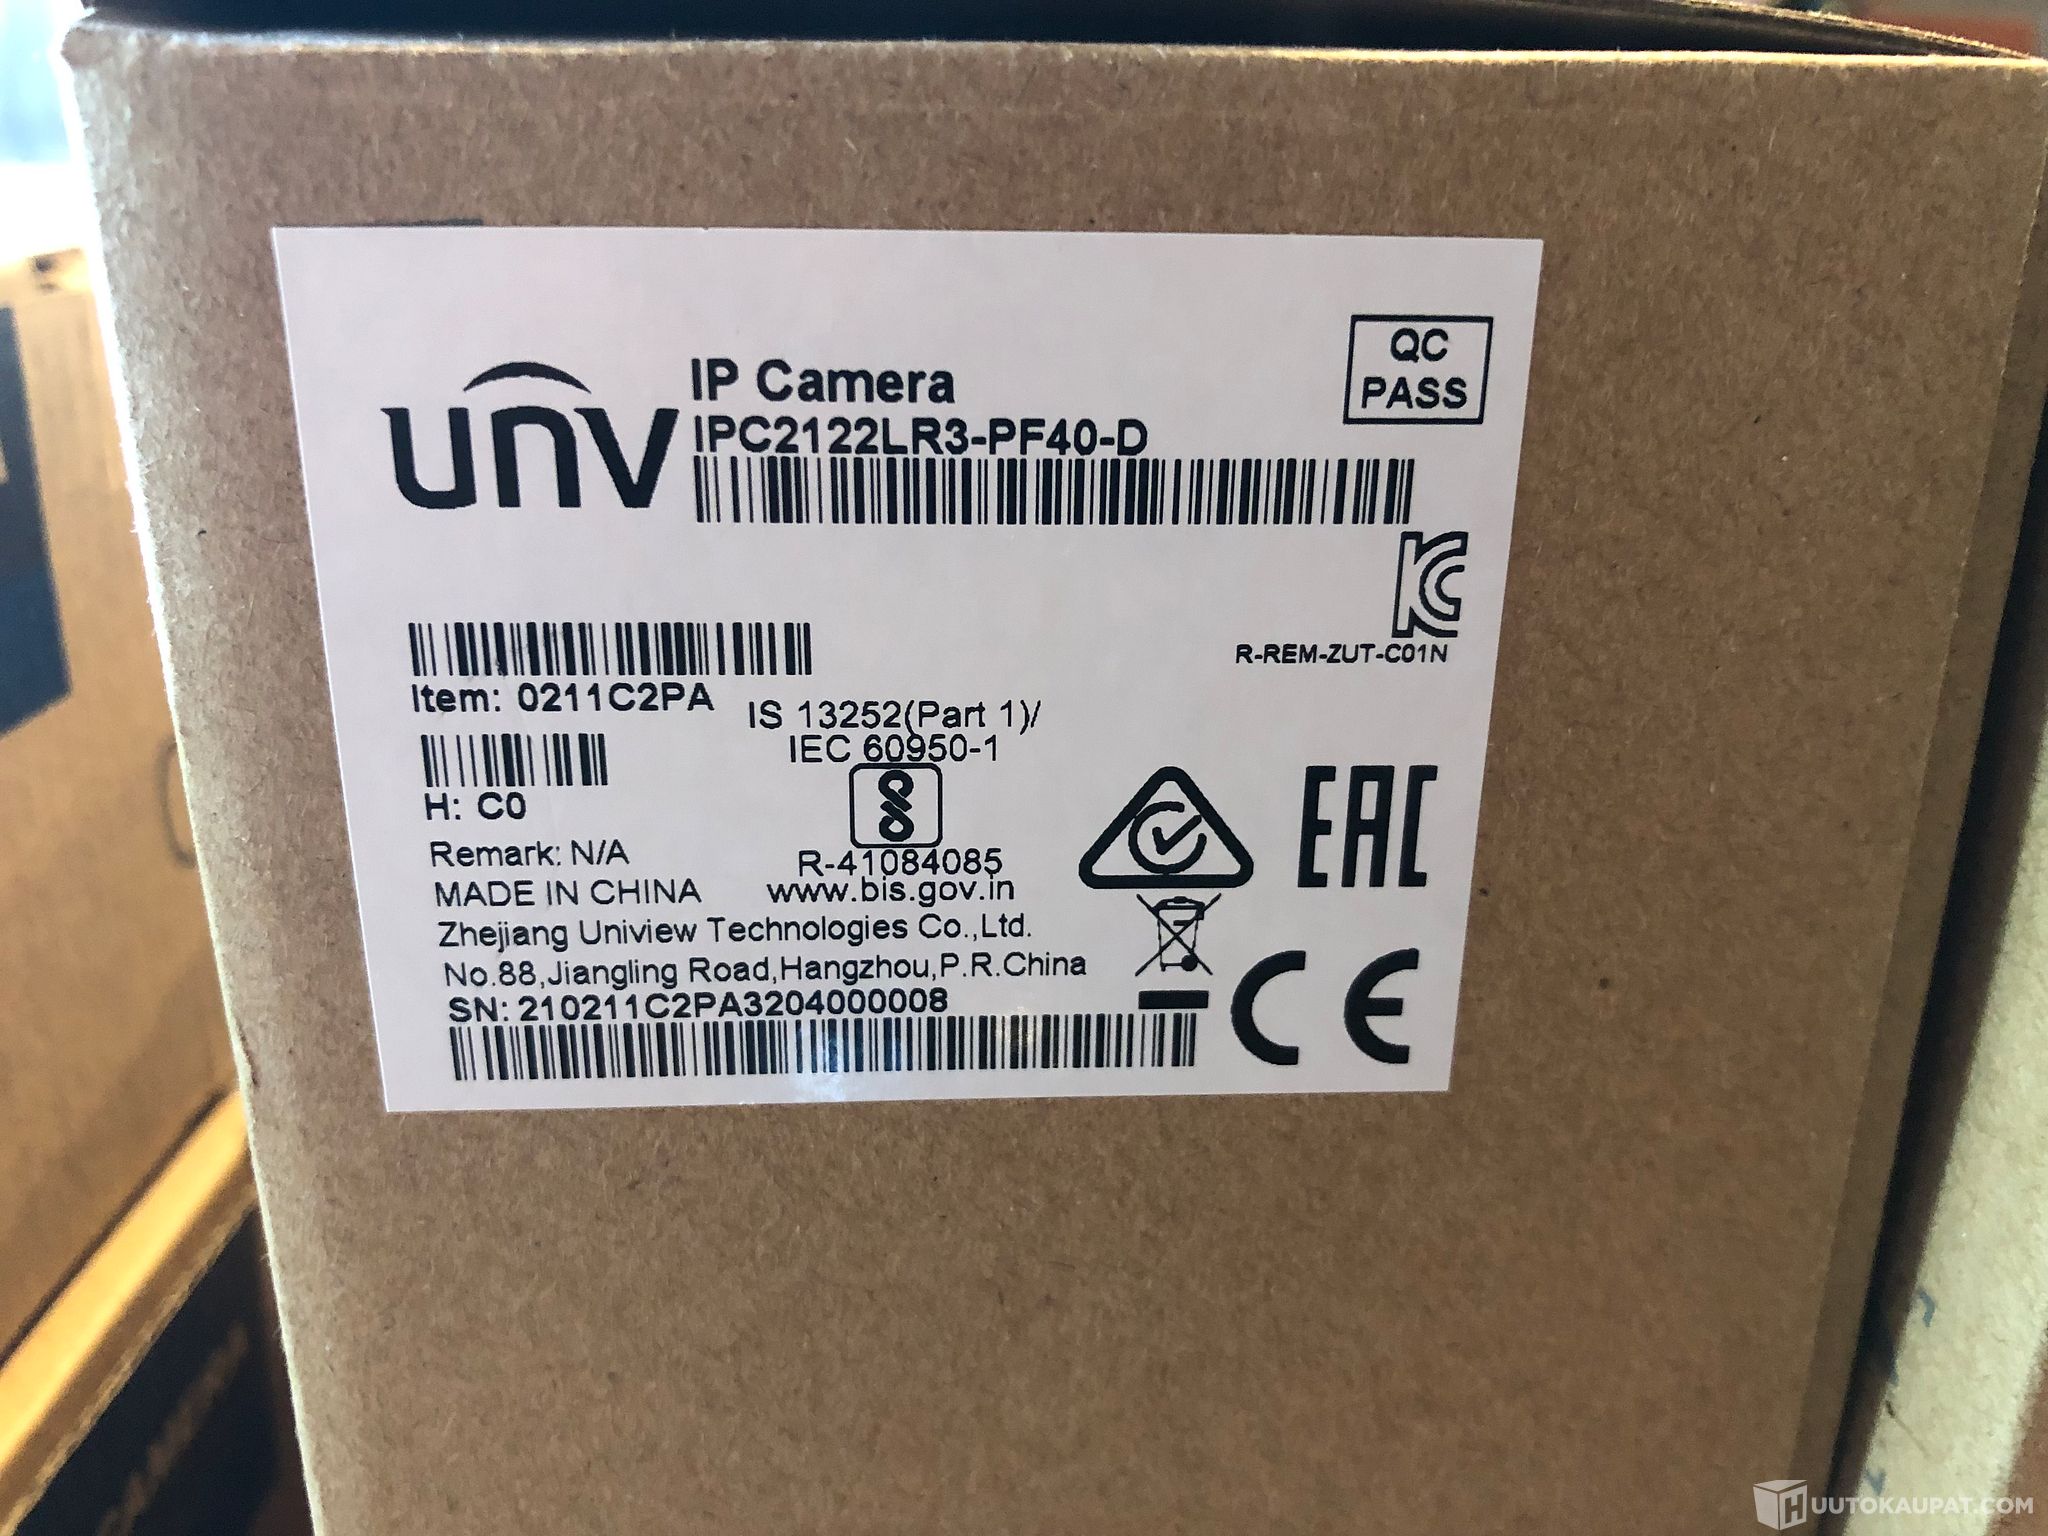 unv
IP Camera
IPC2122LR3-PF40-D
QC
PASS
R-REM-ZUT-C01N
Item: 0211C2PA
IS 13252(Part 1)/
IEC 60950-1
H: C0
Remark: N/A
R-41084085
MADE IN CHINA
www.bis.gov.in
EAC
Zhejiang Uniview Technologies Co.,Ltd.
No.88,Jiangling Road,Hangzhou,P.R.China
SN: 210211C2PA3204000008
CE
HUUTOKAUPAT.COM